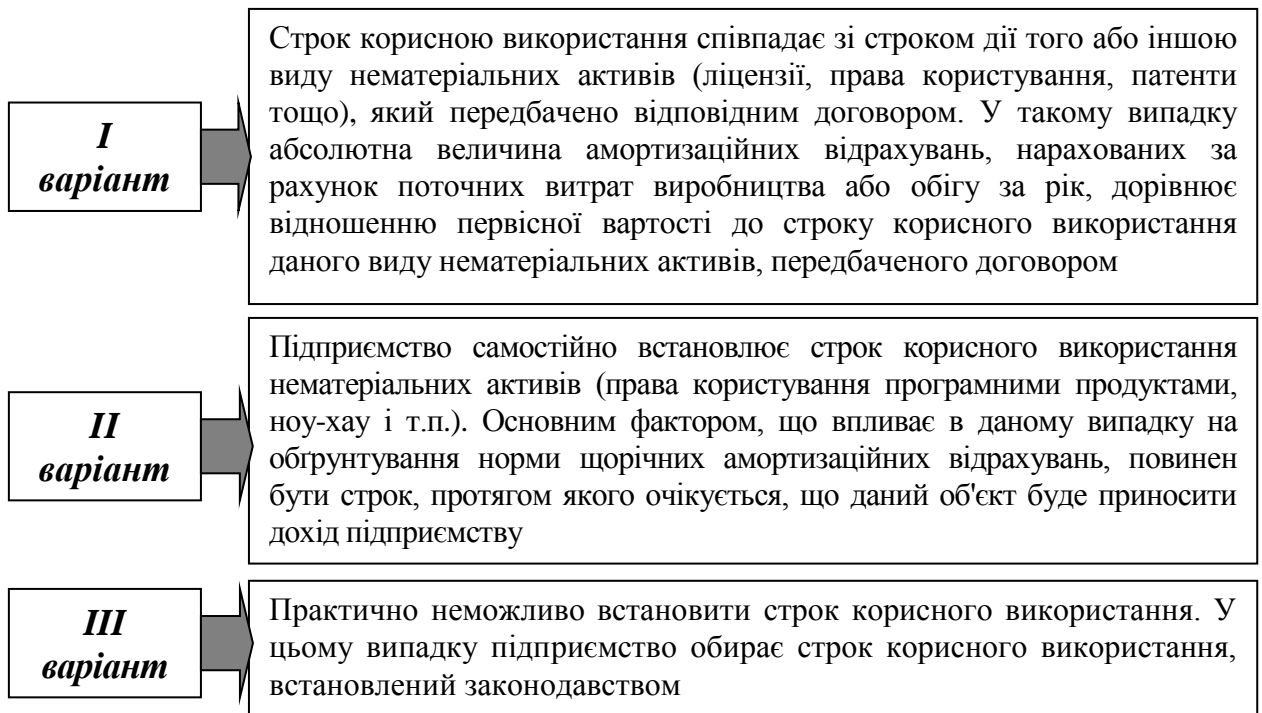 I
варіант
Строк корисною використання співпадає зі строком дії того або іншою
виду нематеріальних активів (ліцензії, права користування, патенти
тощо), який передбачено відповідним договором. У такому випадку
абсолютна величина амортизаційних відрахувань, нарахованих за
рахунок поточних витрат виробництва або обігу за рік, дорівнює
відношенню первісної вартості до строку корисного використання
даного виду нематеріальних активів, передбаченого договором
II
варіант
Підприємство самостійно встановлює строк корисного використання
нематеріальних активів (права користування програмними продуктами,
ноу-хау і т.п.). Основним фактором, що впливає в даному випадку на
обґрунтування норми щорічних амортизаційних відрахувань, повинен
бути строк, протягом якого очікується, що даний об'єкт буде приносити
дохід підприємству
III
варіант
Практично неможливо встановити строк корисного використання. У
цьому випадку підприємство обирає строк корисного використання,
встановлений законодавством